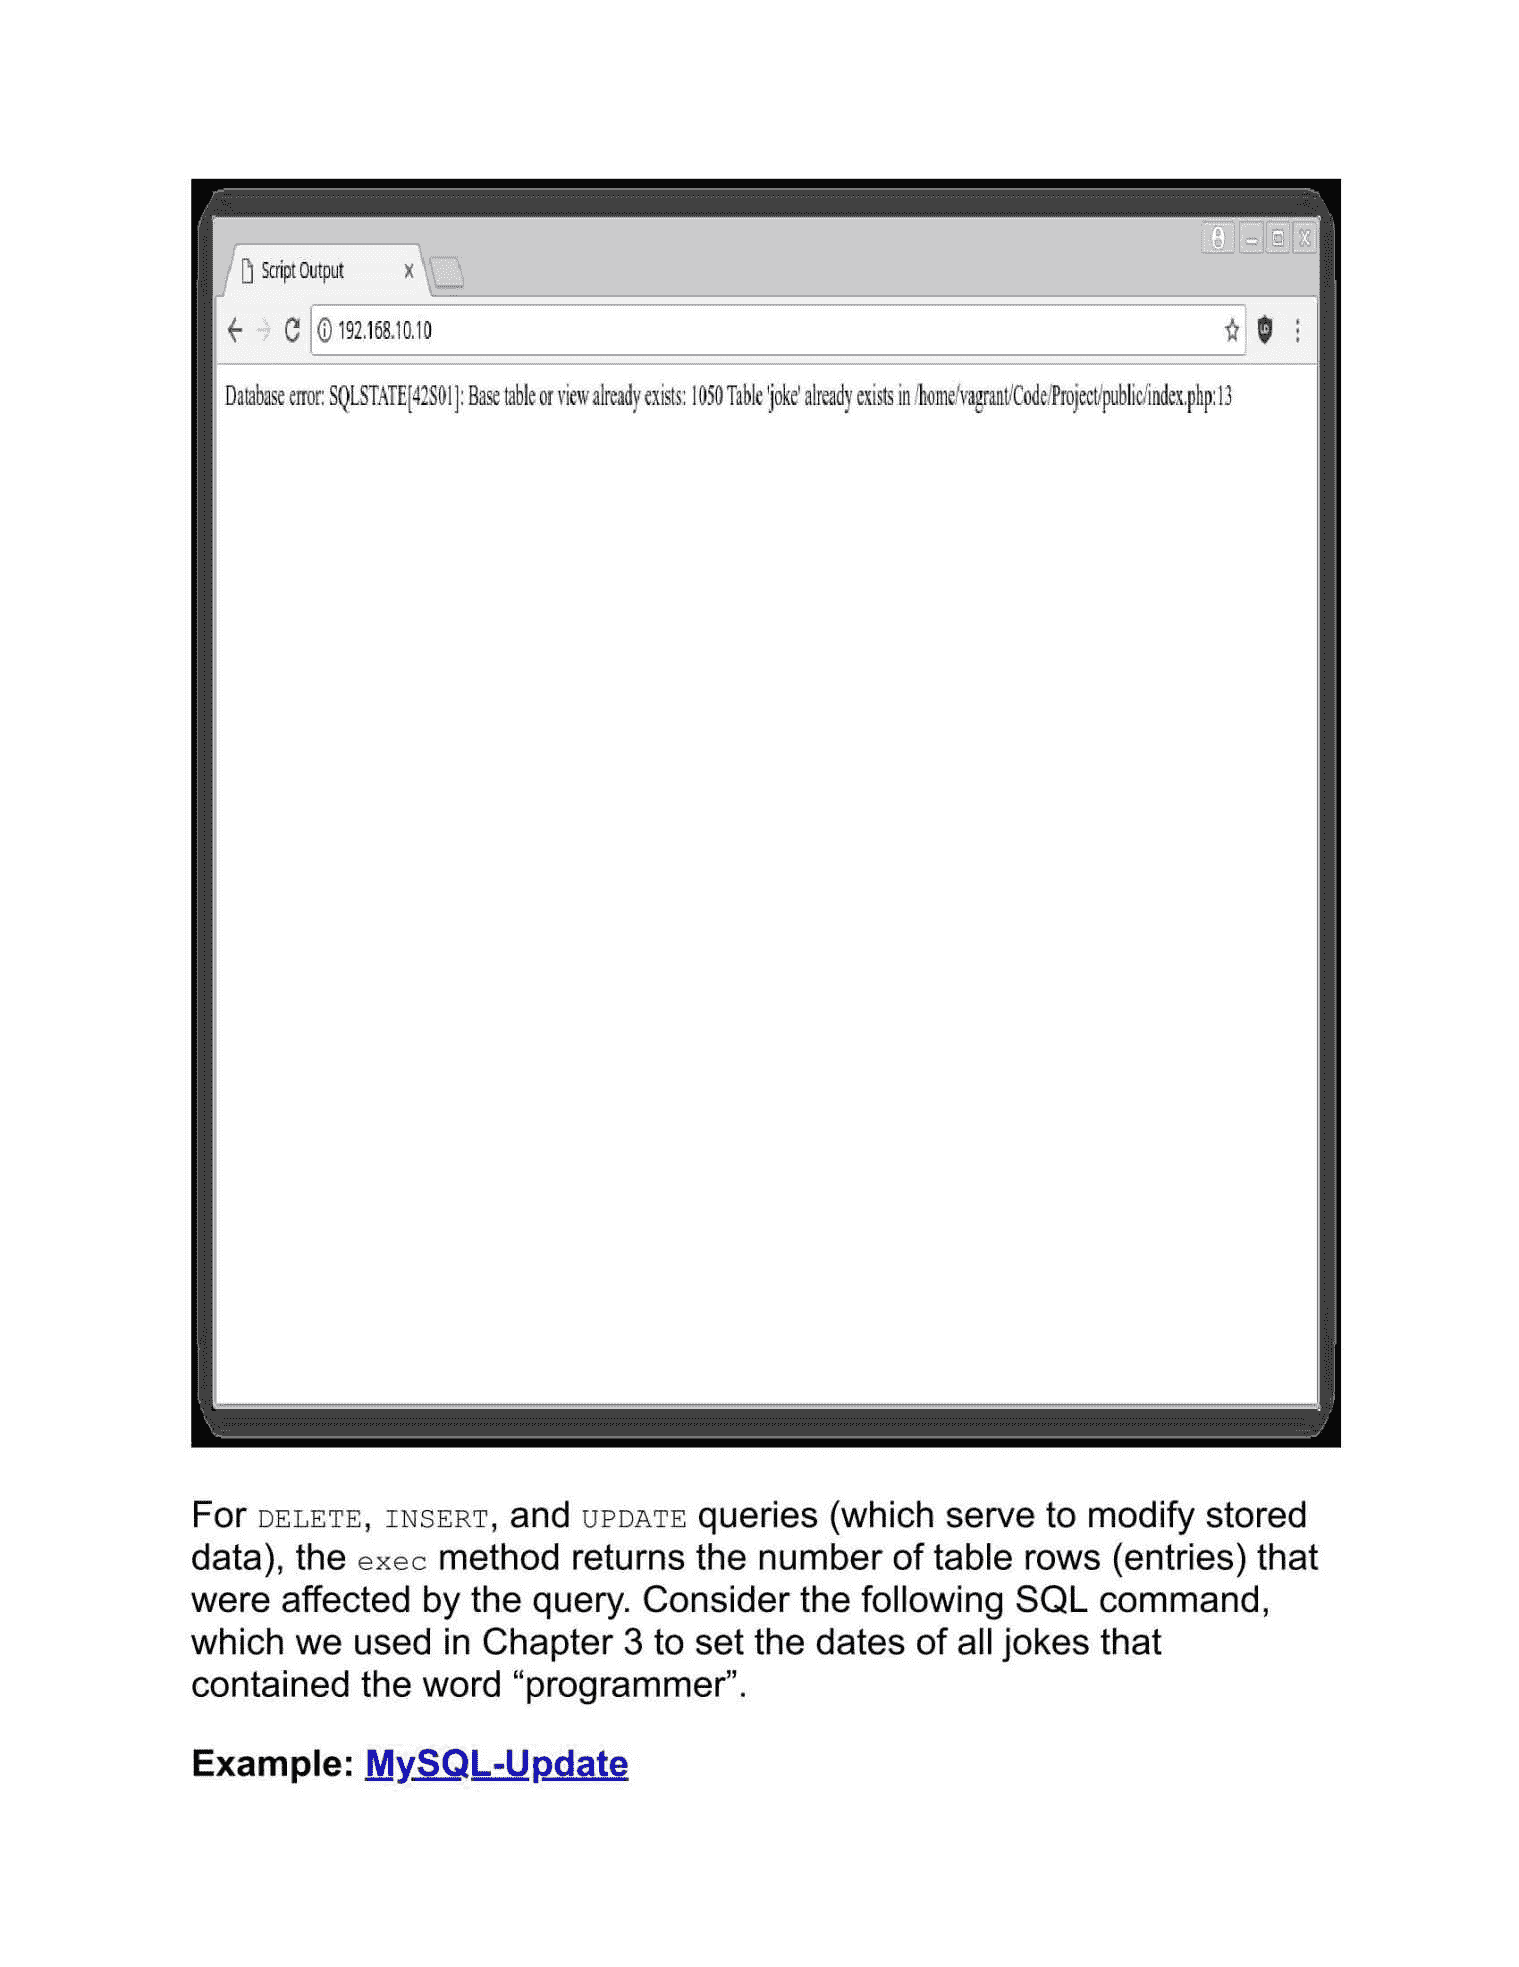 Script Output
192.168.10.10
Database error: SQLSTATE[42S01]: Base table or view already exists: 1050 Table 'joke' already exists in /home/vagrant/Code/Project/public/index.php:13
For DELETE, INSERT, and UPDATE queries (which serve to modify stored
data), the exec method returns the number of table rows (entries) that
were affected by the query. Consider the following SQL command,
which we used in Chapter 3 to set the dates of all jokes that
contained the word “programmer”.
Example: MySQL-Update